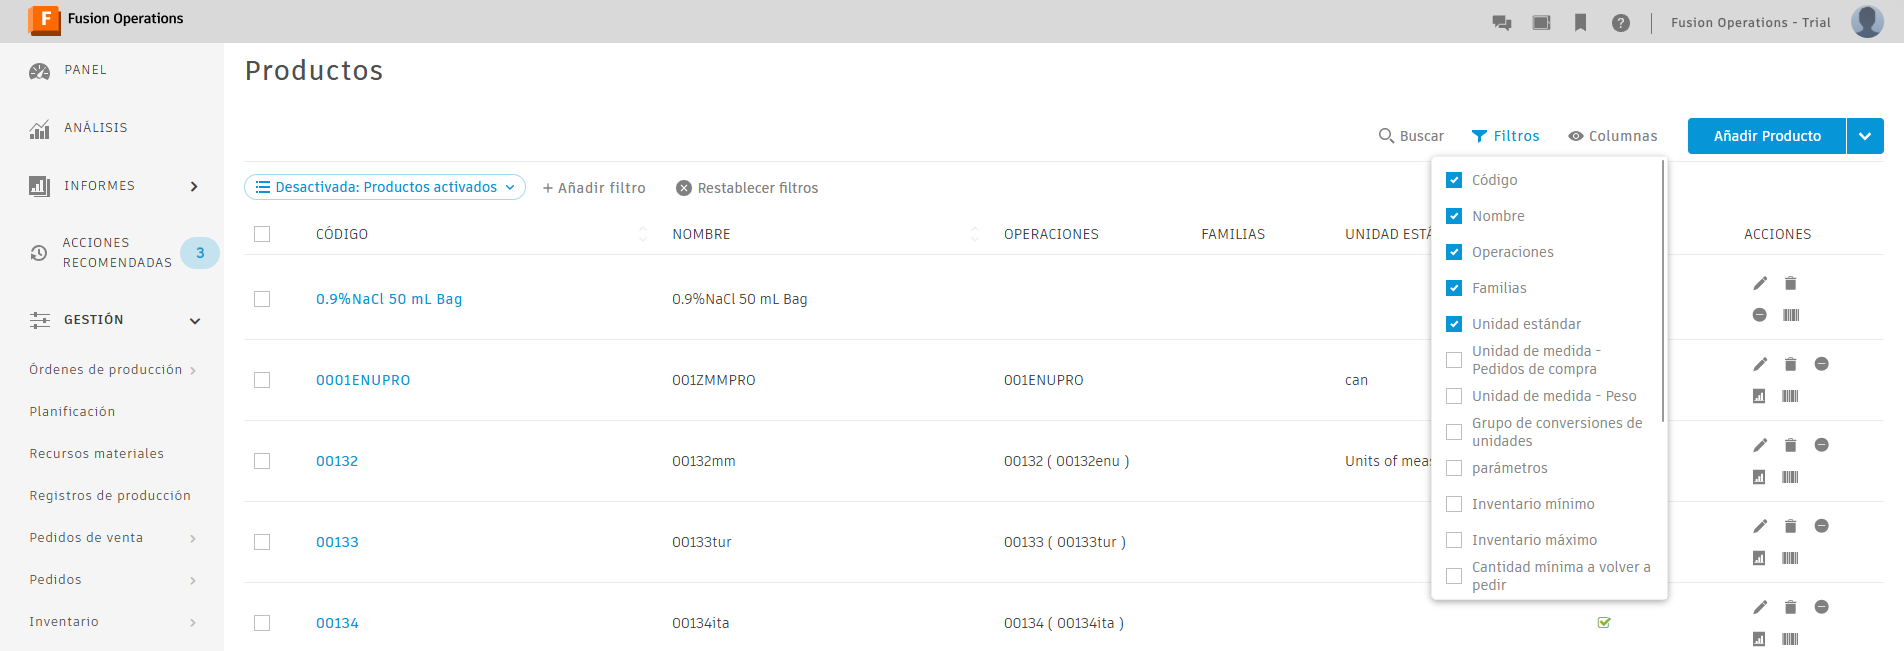 F Fusion Operations
? Fusion Operations - Trial
PANEL
ANÁLISIS
INFORMES
ACCIONES
RECOMENDADAS
3
GESTIÓN
Órdenes de producción
Planificación
Recursos materiales
Registros de producción
Pedidos de venta
Pedidos
Inventario
Productos
Buscar Filtros Columnas Añadir Producto
Desactivada: Productos activados + Añadir filtro Restablecer filtros
CÓDIGO NOMBRE OPERACIONES FAMILIAS UNIDAD ESTÁ ACCIONES
0.9%NaCl 50 mL Bag 0.9%NaCl 50 mL Bag
0001ENUPRO 001ZMMPRO 001ENUPRO can
00132 00132mm 00132 ( 00132enu ) Units of meas
00133 00133tur 00133 ( 00133tur )
00134 00134ita 00134 ( 00134ita )
Código
Nombre
Operaciones
Familias
Unidad estándar
Unidad de medida -
Pedidos de compra
Unidad de medida - Peso
Grupo de conversiones de
unidades
parámetros
Inventario mínimo
Inventario máximo
Cantidad mínima a volver a
pedir